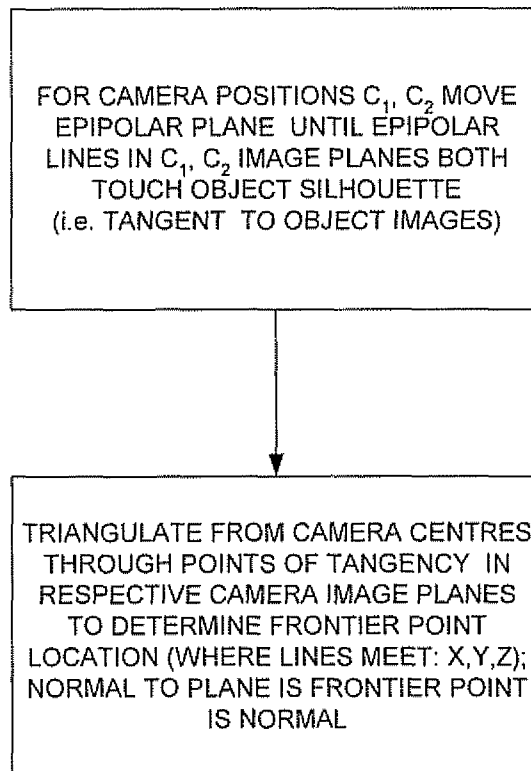 FOR CAMERA POSITIONS C₁, C₂ MOVE
EPIPOLAR PLANE UNTIL EPIPOLAR
LINES IN C₁, C₂ IMAGE PLANES BOTH
TOUCH OBJECT SILHOUETTE
(i.e. TANGENT TO OBJECT IMAGES)
TRIANGULATE FROM CAMERA CENTRES
THROUGH POINTS OF TANGENCY IN
RESPECTIVE CAMERA IMAGE PLANES
TO DETERMINE FRONTIER POINT
LOCATION (WHERE LINES MEET: X,Y,Z);
NORMAL TO PLANE IS FRONTIER POINT
IS NORMAL